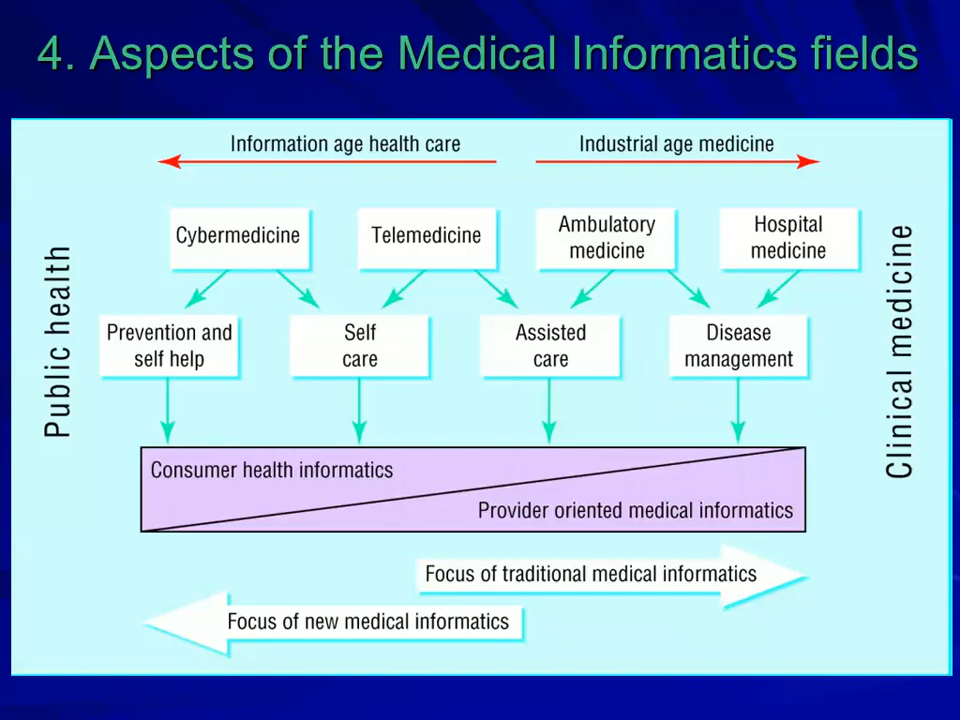 4. Aspects of the Medical Informatics fields
Information age health care
Industrial age medicine
Public health
Clinical medicine
Cybermedicine
Telemedicine
Ambulatory
medicine
Hospital
medicine
Prevention and
self help
Self
care
Assisted
care
Disease
management
Consumer health informatics
Provider oriented medical informatics
Focus of traditional medical informatics
Focus of new medical informatics